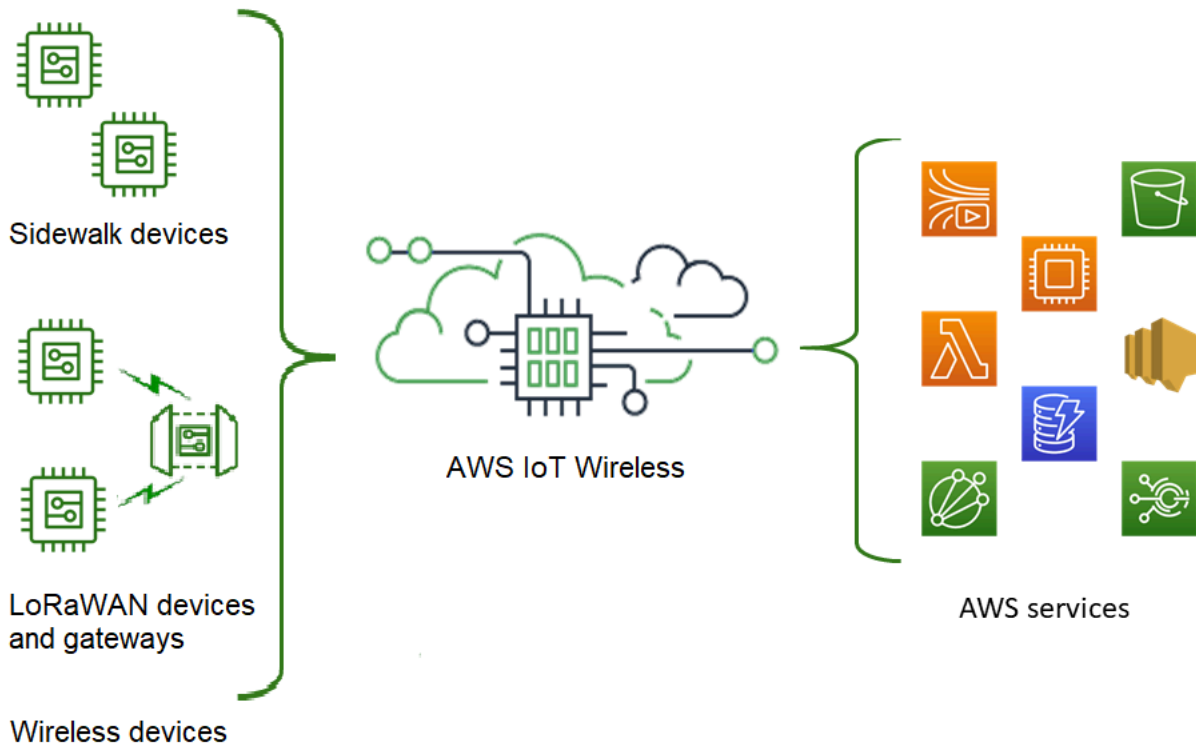 Sidewalk devices
AWS IoT Wireless
LoRaWAN devices
and gateways
AWS services
Wireless devices